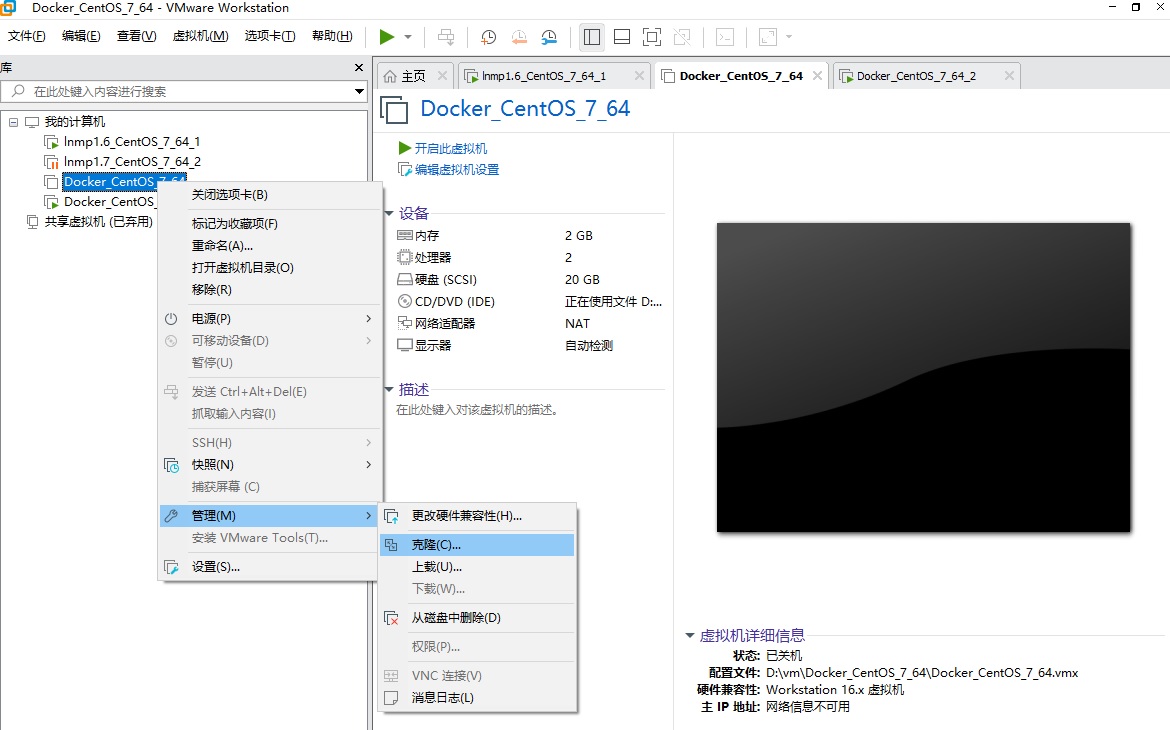 Docker_CentOS_7_64 - VMware Workstation
文件(F) 编辑(E) 查看(V) 虚拟机(M) 选项卡(T) 帮助(H)
库
在此处键入内容进行搜索
我的计算机
lnmp1.6_CentOS_7_64_1
lnmp1.7_CentOS_7_64_2
Docker_CentOS_7_64
Docker_CentOS_
共享虚拟机 (已弃用)
主页
lnmp1.6_CentOS_7_64_1
Docker_CentOS_7_64
Docker_CentOS_7_64_2
Docker_CentOS_7_64
开启此虚拟机
编辑虚拟机设置
设备
内存 2 GB
处理器 2
硬盘 (SCSI) 20 GB
CD/DVD (IDE) 正在使用文件 D:...
网络适配器 NAT
显示器 自动检测
描述
在此处键入对该虚拟机的描述。
关闭选项卡(B)
标记为收藏项(F)
重命名(A)...
打开虚拟机目录(O)
移除(R)
电源(P)
可移动设备(D)
暂停(U)
发送 Ctrl+Alt+Del(E)
抓取输入内容(I)
SSH(H)
快照(N)
捕获屏幕 (C)
管理(M)
安装 VMware Tools(T)...
设置(S)...
更改硬件兼容性(H)...
克隆(C)...
上载(U)...
下载(W)...
从磁盘中删除(D)
权限(P)...
VNC 连接(V)
消息日志(L)
虚拟机详细信息
状态: 已关机
配置文件: D:\vm\Docker_CentOS_7_64\Docker_CentOS_7_64.vmx
硬件兼容性: Workstation 16.x 虚拟机
主 IP 地址: 网络信息不可用